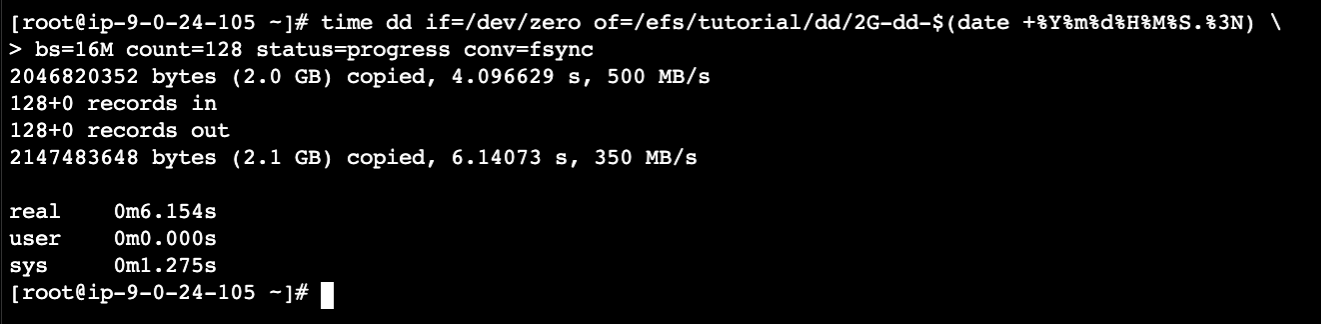 [root@ip-9-0-24-105 ~]# time dd if=/dev/zero of=/efs/tutorial/dd/2G-dd-$(date +%Y%m%d%H%M%S.%3N) \
> bs=16M count=128 status=progress conv=fsync
2046820352 bytes (2.0 GB) copied, 4.096629 s, 500 MB/s
128+0 records in
128+0 records out
2147483648 bytes (2.1 GB) copied, 6.14073 s, 350 MB/s
real    0m6.154s
user    0m0.000s
sys     0m1.275s
[root@ip-9-0-24-105 ~]#